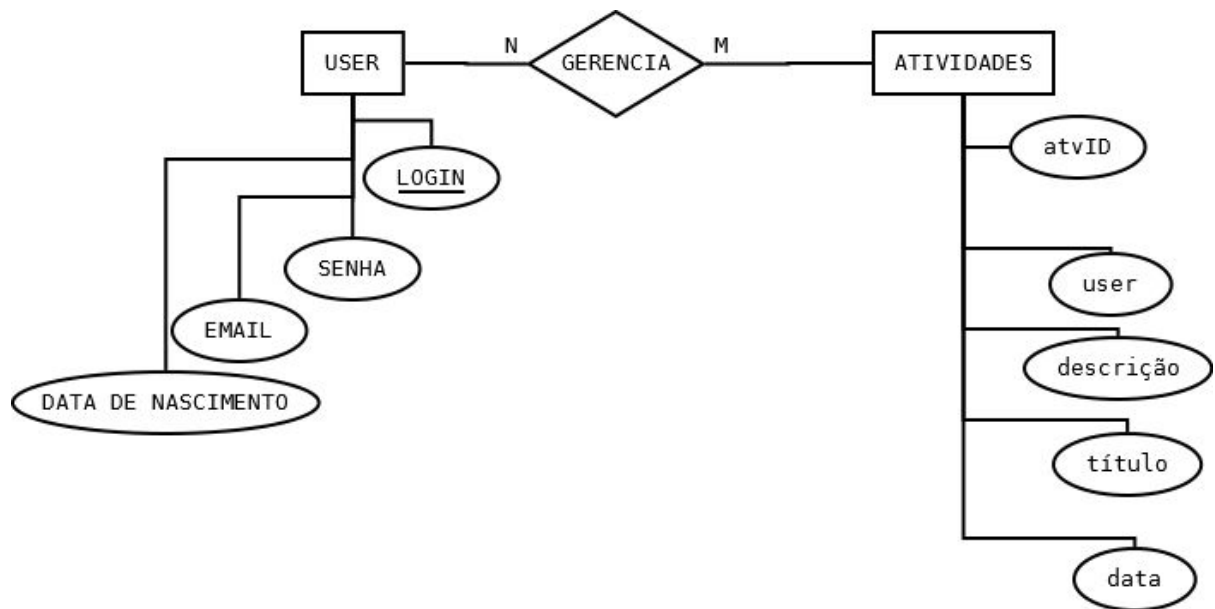 USER
N
GERENCIA
M
ATIVIDADES
LOGIN
SENHA
EMAIL
DATA DE NASCIMENTO
atvID
user
descrição
título
data